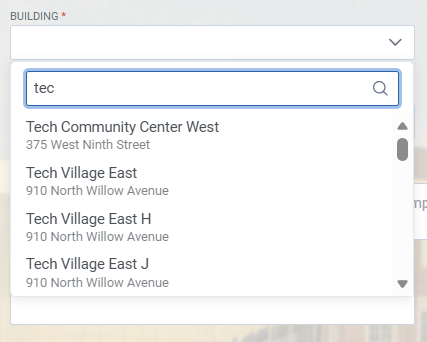 BUILDING *
tec
Tech Community Center West
375 West Ninth Street
Tech Village East
910 North Willow Avenue
Tech Village East H
910 North Willow Avenue
Tech Village East J
910 North Willow Avenue